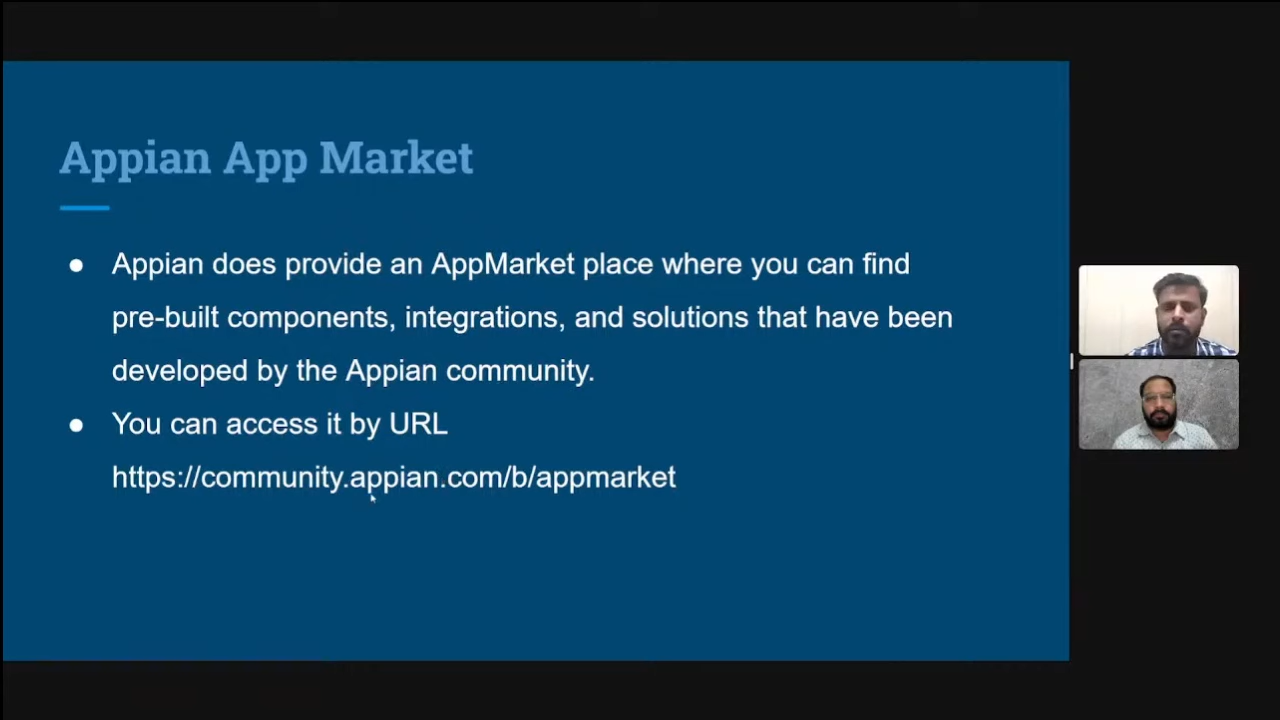 Appian App Market
● Appian does provide an AppMarket place where you can find
pre-built components, integrations, and solutions that have been
developed by the Appian community.
● You can access it by URL
https://community.appian.com/b/appmarket